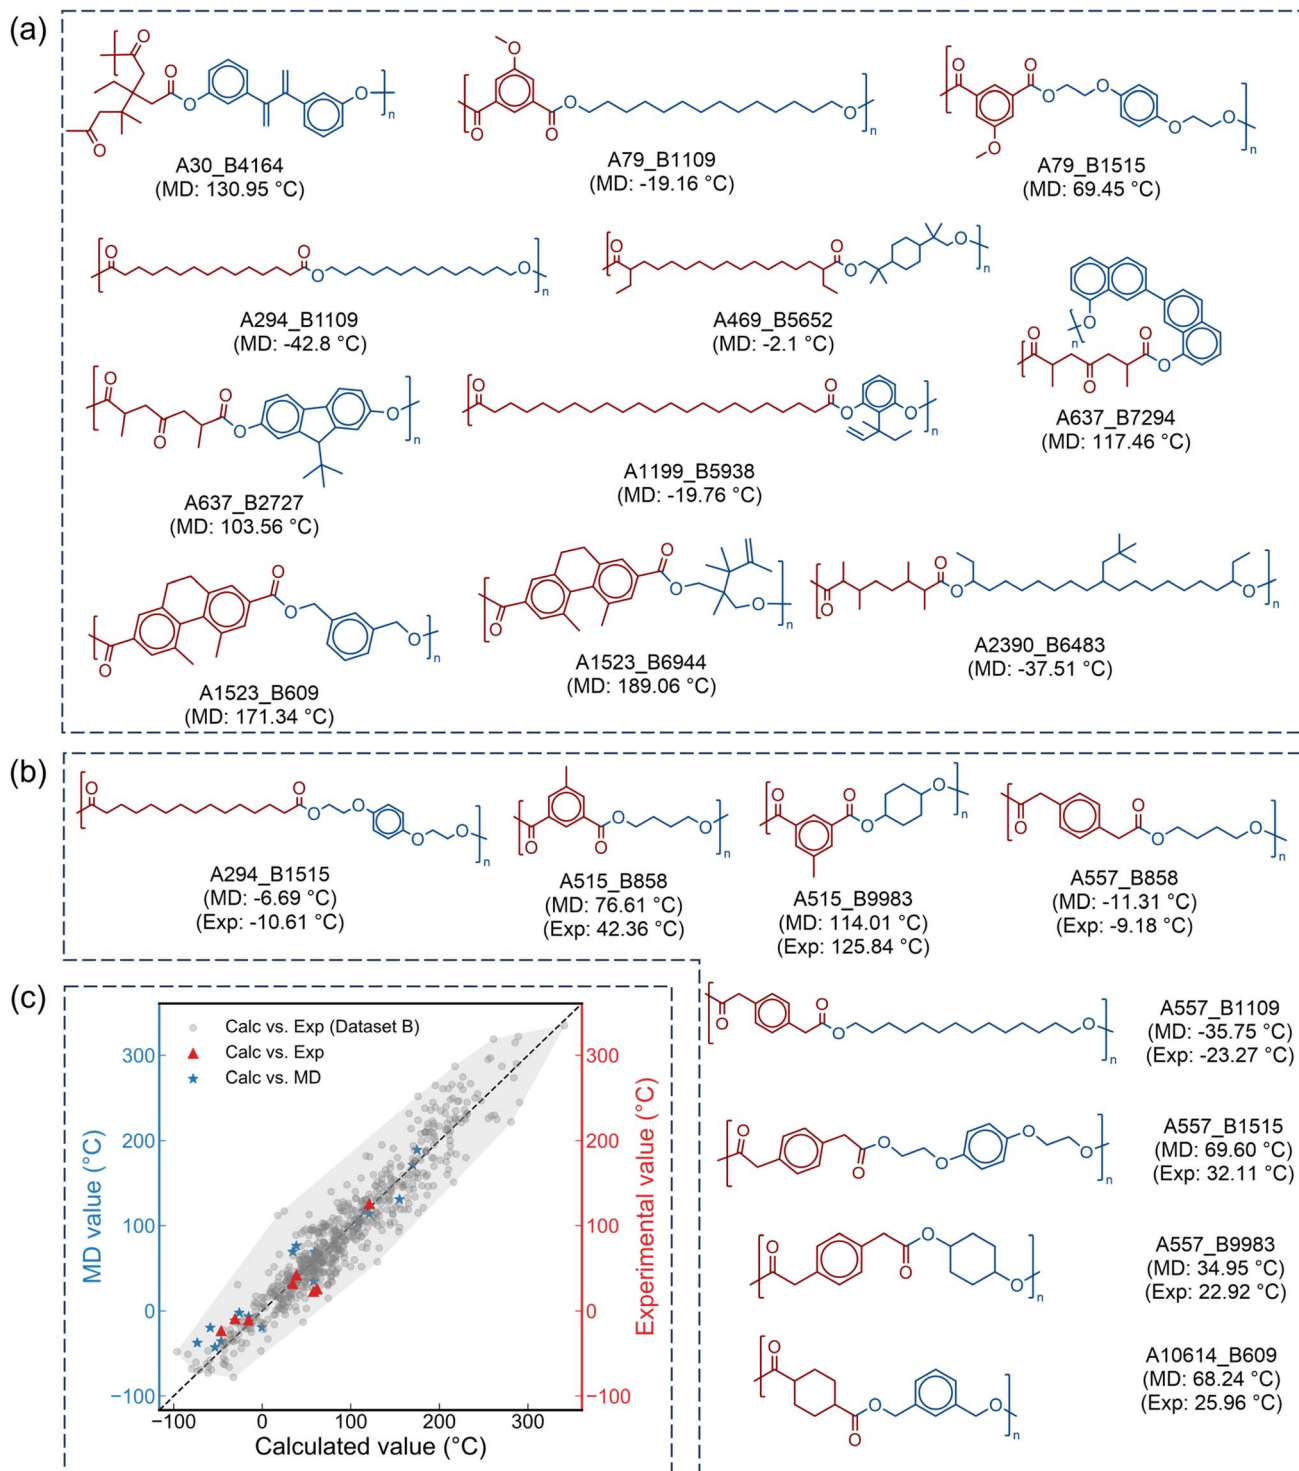 (a)
A30_B4164
(MD: 130.95 °C)
A79_B1109
(MD: -19.16 °C)
A79_B1515
(MD: 69.45 °C)
A294_B1109
(MD: -42.8 °C)
A469_B5652
(MD: -2.1 °C)
A637_B7294
(MD: 117.46 °C)
A637_B2727
(MD: 103.56 °C)
A1199_B5938
(MD: -19.76 °C)
A1523_B609
(MD: 171.34 °C)
A1523_B6944
(MD: 189.06 °C)
A2390_B6483
(MD: -37.51 °C)
(b)
A294_B1515
(MD: -6.69 °C)
(Exp: -10.61 °C)
A515_B858
(MD: 76.61 °C)
(Exp: 42.36 °C)
A515_B9983
(MD: 114.01 °C)
(Exp: 125.84 °C)
A557_B858
(MD: -11.31 °C)
(Exp: -9.18 °C)
A557_B1109
(MD: -35.75 °C)
(Exp: -23.27 °C)
A557_B1515
(MD: 69.60 °C)
(Exp: 32.11 °C)
A557_B9983
(MD: 34.95 °C)
(Exp: 22.92 °C)
A10614_B609
(MD: 68.24 °C)
(Exp: 25.96 °C)
(c)
Calc vs. Exp (Dataset B)
Calc vs. Exp
Calc vs. MD
MD value (°C)
300
200
100
0
−100
Experimental value (°C)
300
200
100
0
−100
−100 0 100 200 300
Calculated value (°C)